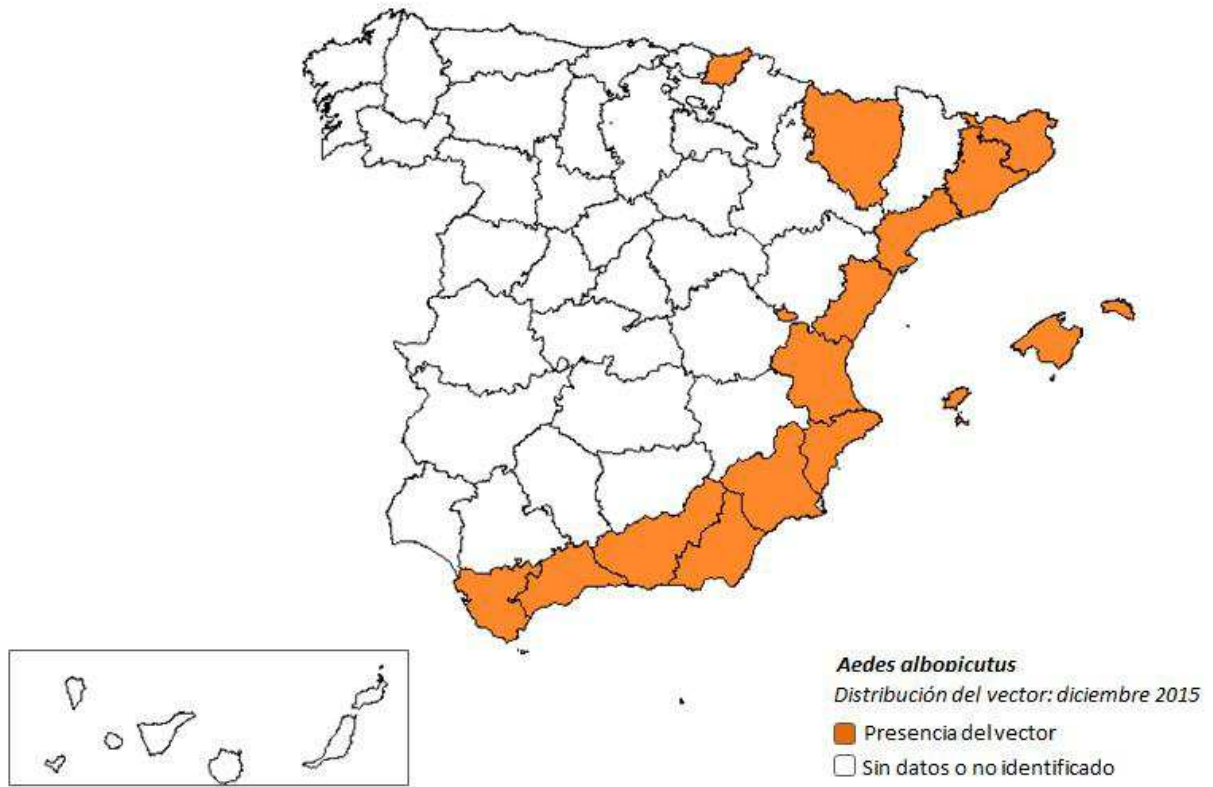 Aedes albopicutus
Distribución del vector: diciembre 2015
Presencia del vector
Sin datos o no identificado